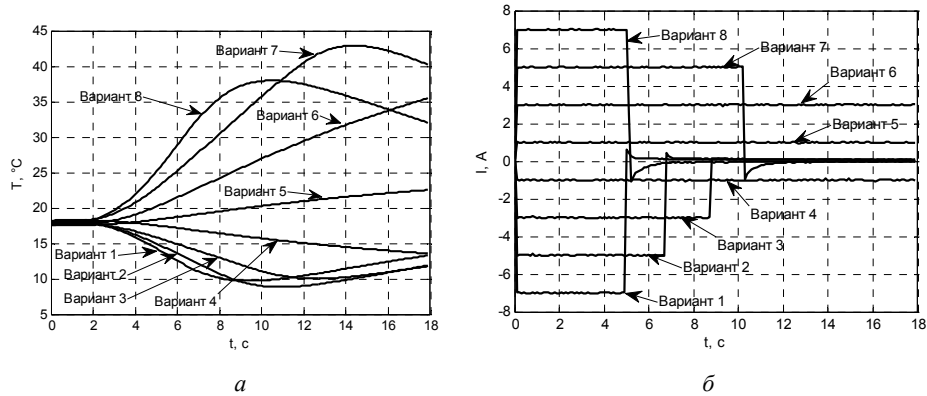 45
40
35
30
25
20
15
10
5
0 2 4 6 8 10 12 14 16 18
T, °C
t, c
Вариант 7
Вариант 8
Вариант 6
Вариант 5
Вариант 1
Вариант 2
Вариант 3
Вариант 4
а
8
6
4
2
0
-2
-4
-6
-8
0 2 4 6 8 10 12 14 16 18
I, A
t, c
Вариант 8
Вариант 7
Вариант 6
Вариант 5
Вариант 4
Вариант 3
Вариант 2
Вариант 1
б